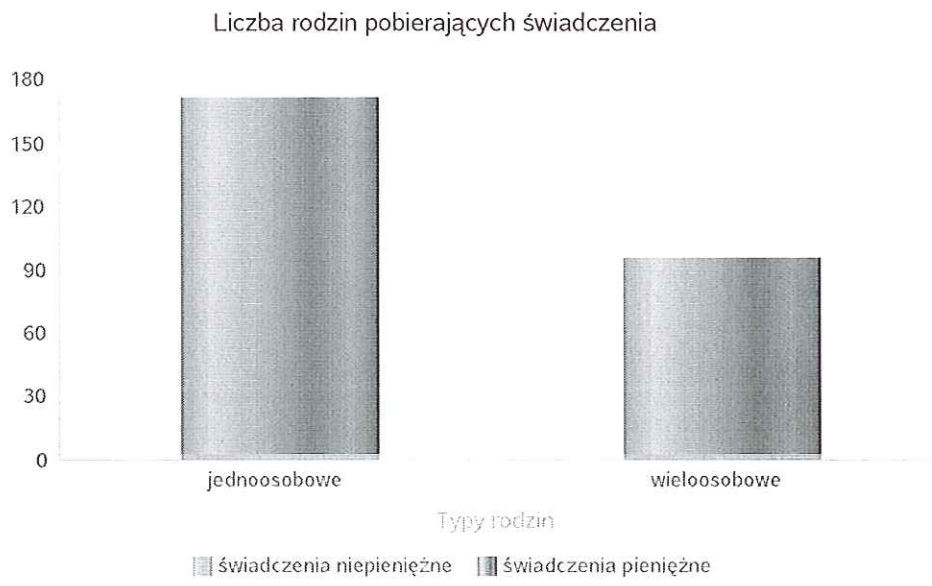 Liczba rodzin pobierających świadczenia
180
150
120
90
60
30
0
jednoosobowe
wieloosobowe
Typy rodzin
świadczenia niepieniężne świadczenia pieniężne